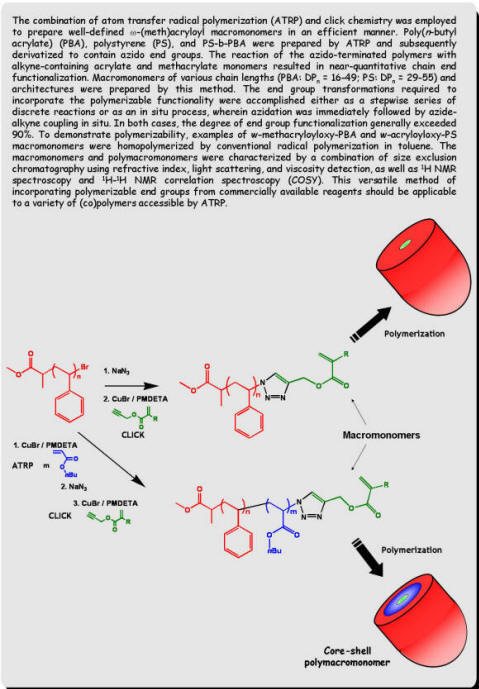 The combination of atom transfer radical polymerization (ATRP) and click chemistry was employed
to prepare well-defined ω-(meth)acryloyl macromonomers in an efficient manner. Poly(n-butyl
acrylate) (PBA), polystyrene (PS), and PS-b-PBA were prepared by ATRP and subsequently
derivatized to contain azido end groups. The reaction of the azido-terminated polymers with
alkyne-containing acrylate and methacrylate monomers resulted in near-quantitative chain end
functionalization. Macromonomers of various chain lengths (PBA: DPn = 16-49; PS: DPn = 29-55) and
architectures were prepared by this method. The end group transformations required to
incorporate the polymerizable functionality were accomplished either as a stepwise series of
discrete reactions or as an in situ process, wherein azidation was immediately followed by azide-
alkyne coupling in situ. In both cases, the degree of end group functionalization generally exceeded
90%. To demonstrate polymerizability, examples of w-methacryloyloxy-PBA and w-acryloyloxy-PS
macromonomers were homopolymerized by conventional radical polymerization in toluene. The
macromonomers and polymacromonomers were characterized by a combination of size exclusion
chromatography using refractive index, light scattering, and viscosity detection, as well as ¹H NMR
spectroscopy and ¹H-¹H NMR correlation spectroscopy (COSY). This versatile method of
incorporating polymerizable end groups from commercially available reagents should be applicable
to a variety of (co)polymers accessible by ATRP.
Polymerization
O
O
Br
n
1. NaN₃
2. CuBr / PMDETA
O
O
R
CLICK
O
O
n
N
N=N
O
O
R
Macromonomers
1. CuBr / PMDETA
ATRP
m
O
O
nBu
2. NaN₃
3. CuBr / PMDETA
CLICK
O
O
R
O
O
n
m
N
N=N
O
O
R
O
O
nBu
Polymerization
Core-shell
polymacromonomer